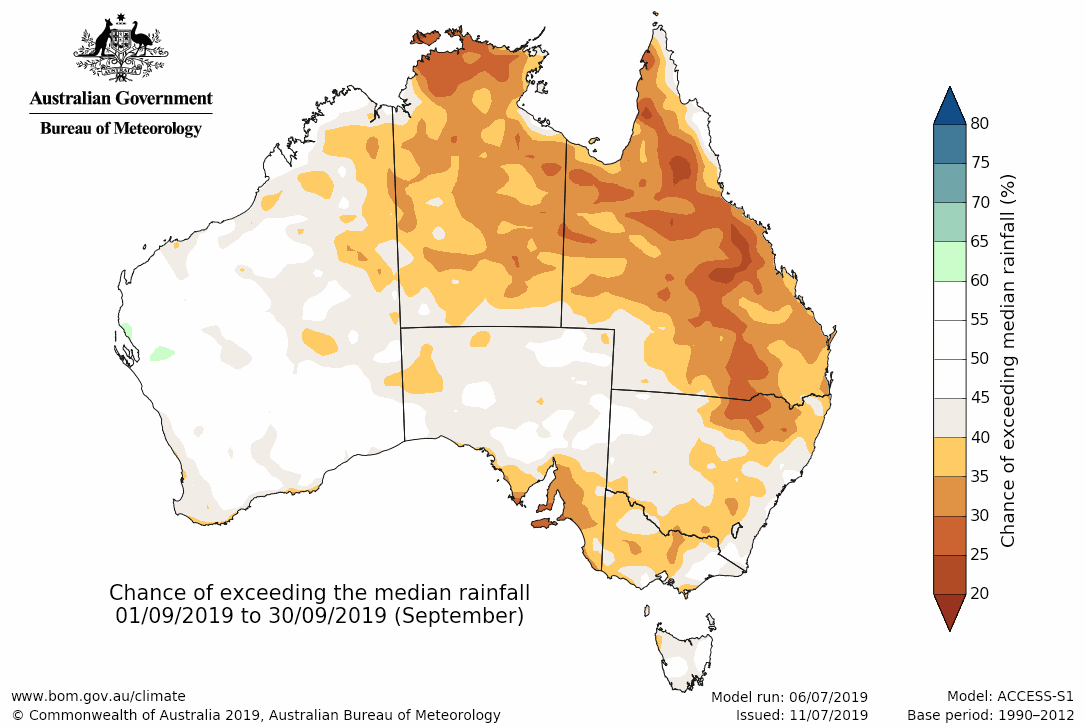 Australian Government
Bureau of Meteorology
80
75
70
65
60
55
50
45
40
35
30
25
20
Chance of exceeding median rainfall (%)
Chance of exceeding the median rainfall
01/09/2019 to 30/09/2019 (September)
www.bom.gov.au/climate
© Commonwealth of Australia 2019, Australian Bureau of Meteorology
Model run: 06/07/2019
Issued: 11/07/2019
Model: ACCESS-S1
Base period: 1990–2012